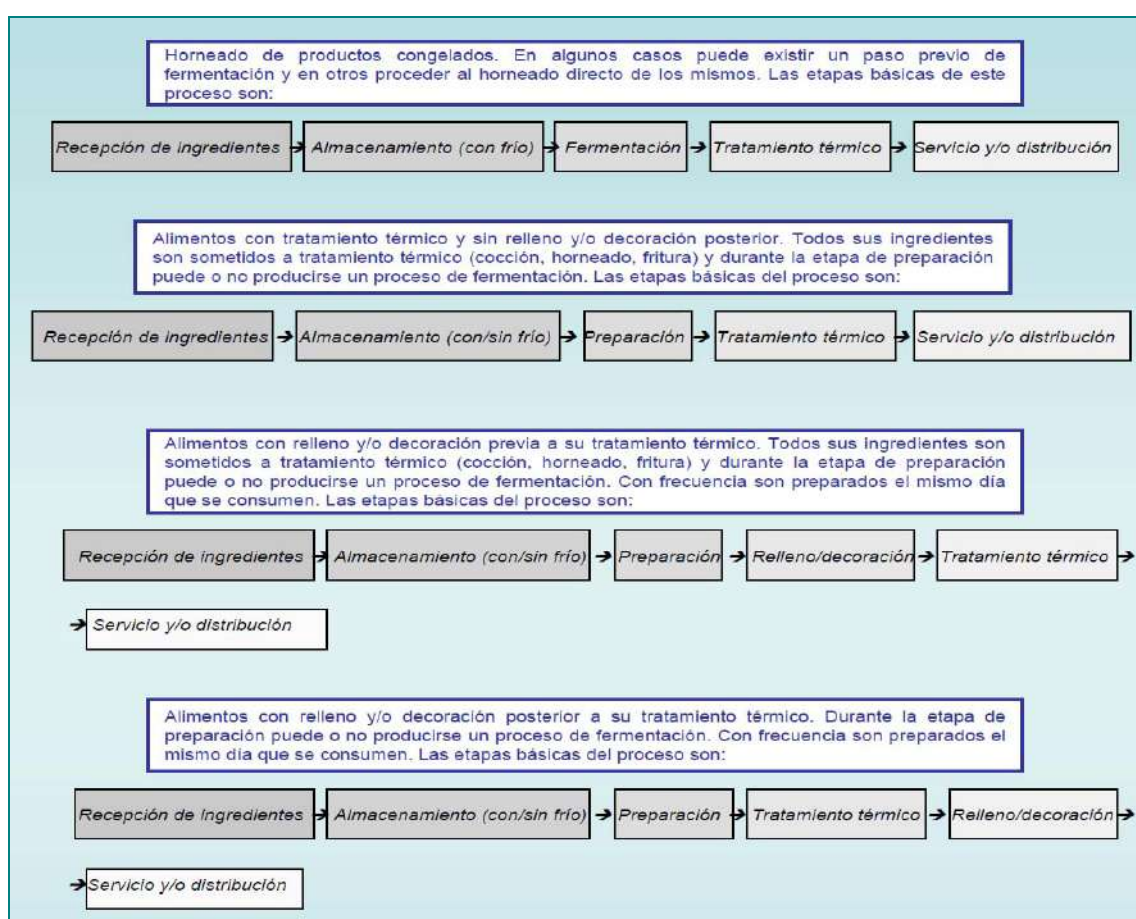 Horneado de productos congelados. En algunos casos puede existir un paso previo de
fermentación y en otros proceder al horneado directo de los mismos. Las etapas básicas de este
proceso son:
Recepción de ingredientes → Almacenamiento (con frío) → Fermentación → Tratamiento térmico → Servicio y/o distribución
Alimentos con tratamiento térmico y sin relleno y/o decoración posterior. Todos sus ingredientes
son sometidos a tratamiento térmico (cocción, horneado, fritura) y durante la etapa de preparación
puede o no producirse un proceso de fermentación. Las etapas básicas del proceso son:
Recepción de ingredientes → Almacenamiento (con/sin frío) → Preparación → Tratamiento térmico → Servicio y/o distribución
Alimentos con relleno y/o decoración previa a su tratamiento térmico. Todos sus ingredientes son
sometidos a tratamiento térmico (cocción, horneado, fritura) y durante la etapa de preparación
puede o no producirse un proceso de fermentación. Con frecuencia son preparados el mismo día
que se consumen. Las etapas básicas del proceso son:
Recepción de ingredientes → Almacenamiento (con/sin frío) → Preparación → Relleno/decoración → Tratamiento térmico →
→ Servicio y/o distribución
Alimentos con relleno y/o decoración posterior a su tratamiento térmico. Durante la etapa de
preparación puede o no producirse un proceso de fermentación. Con frecuencia son preparados el
mismo día que se consumen. Las etapas básicas del proceso son:
Recepción de ingredientes → Almacenamiento (con/sin frío) → Preparación → Tratamiento térmico → Relleno/decoración →
→ Servicio y/o distribución